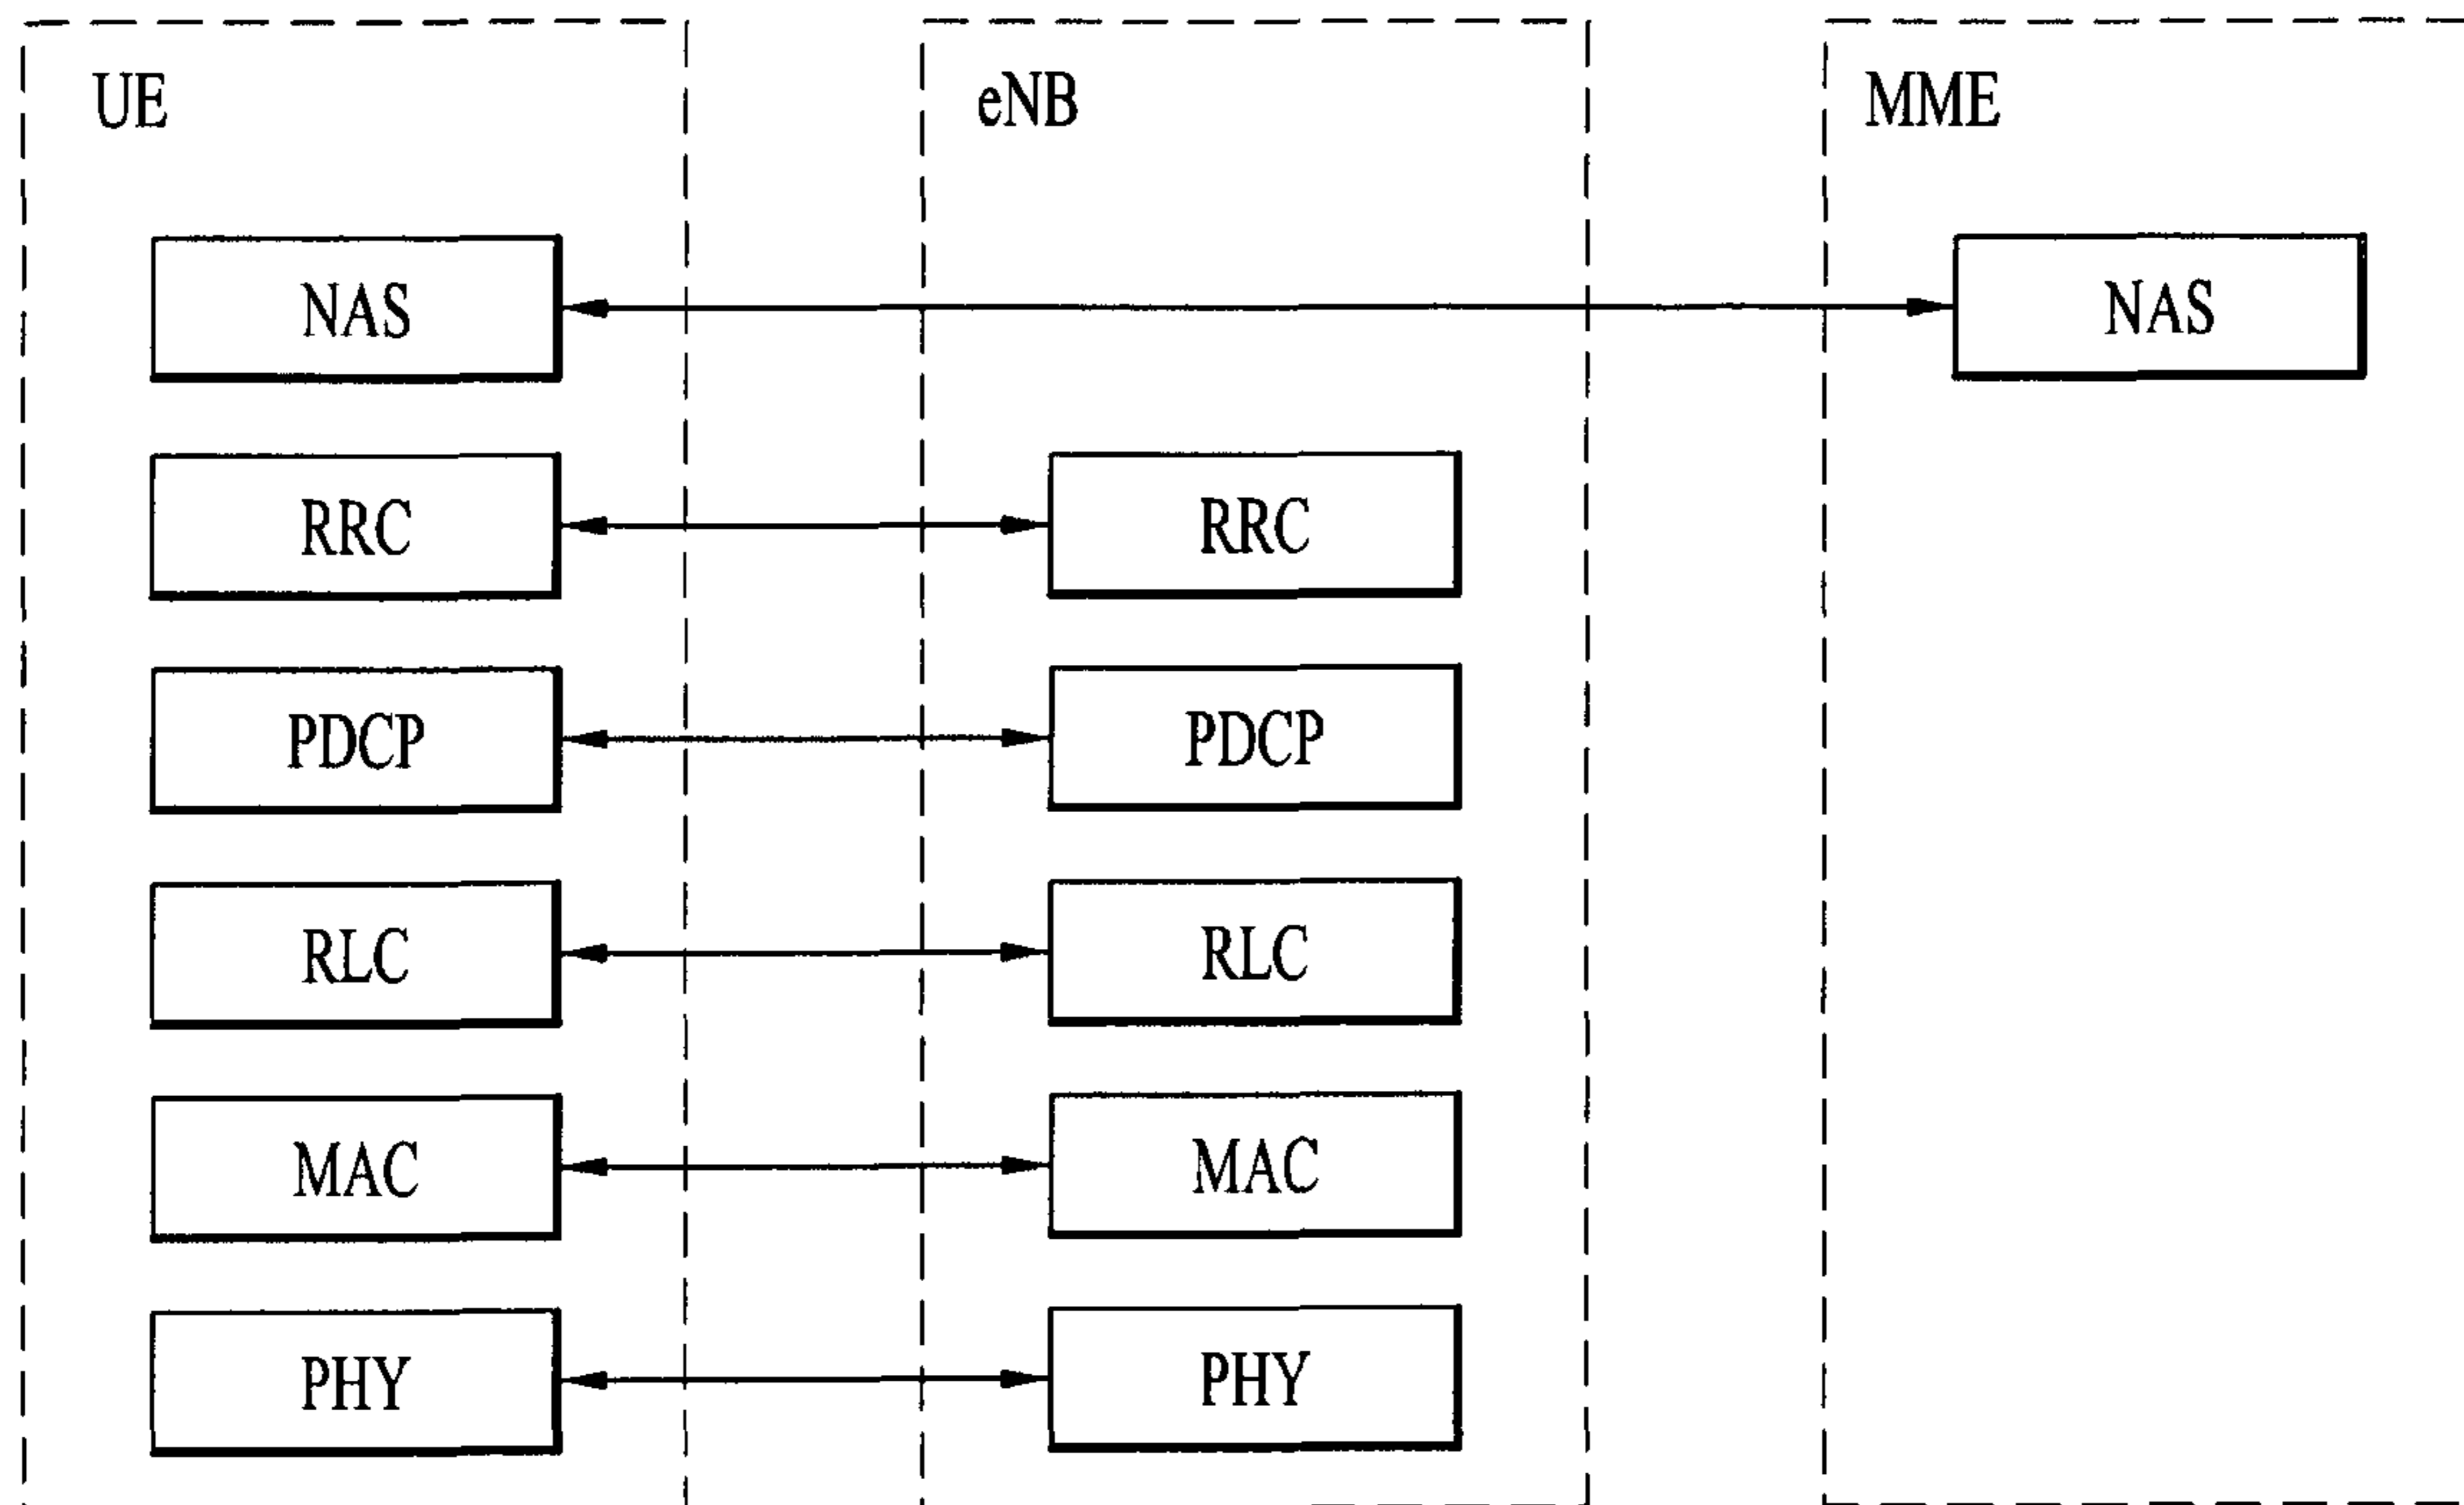 UE
eNB
MME
NAS
NAS
RRC
RRC
PDCP
PDCP
RLC
RLC
MAC
MAC
PHY
PHY